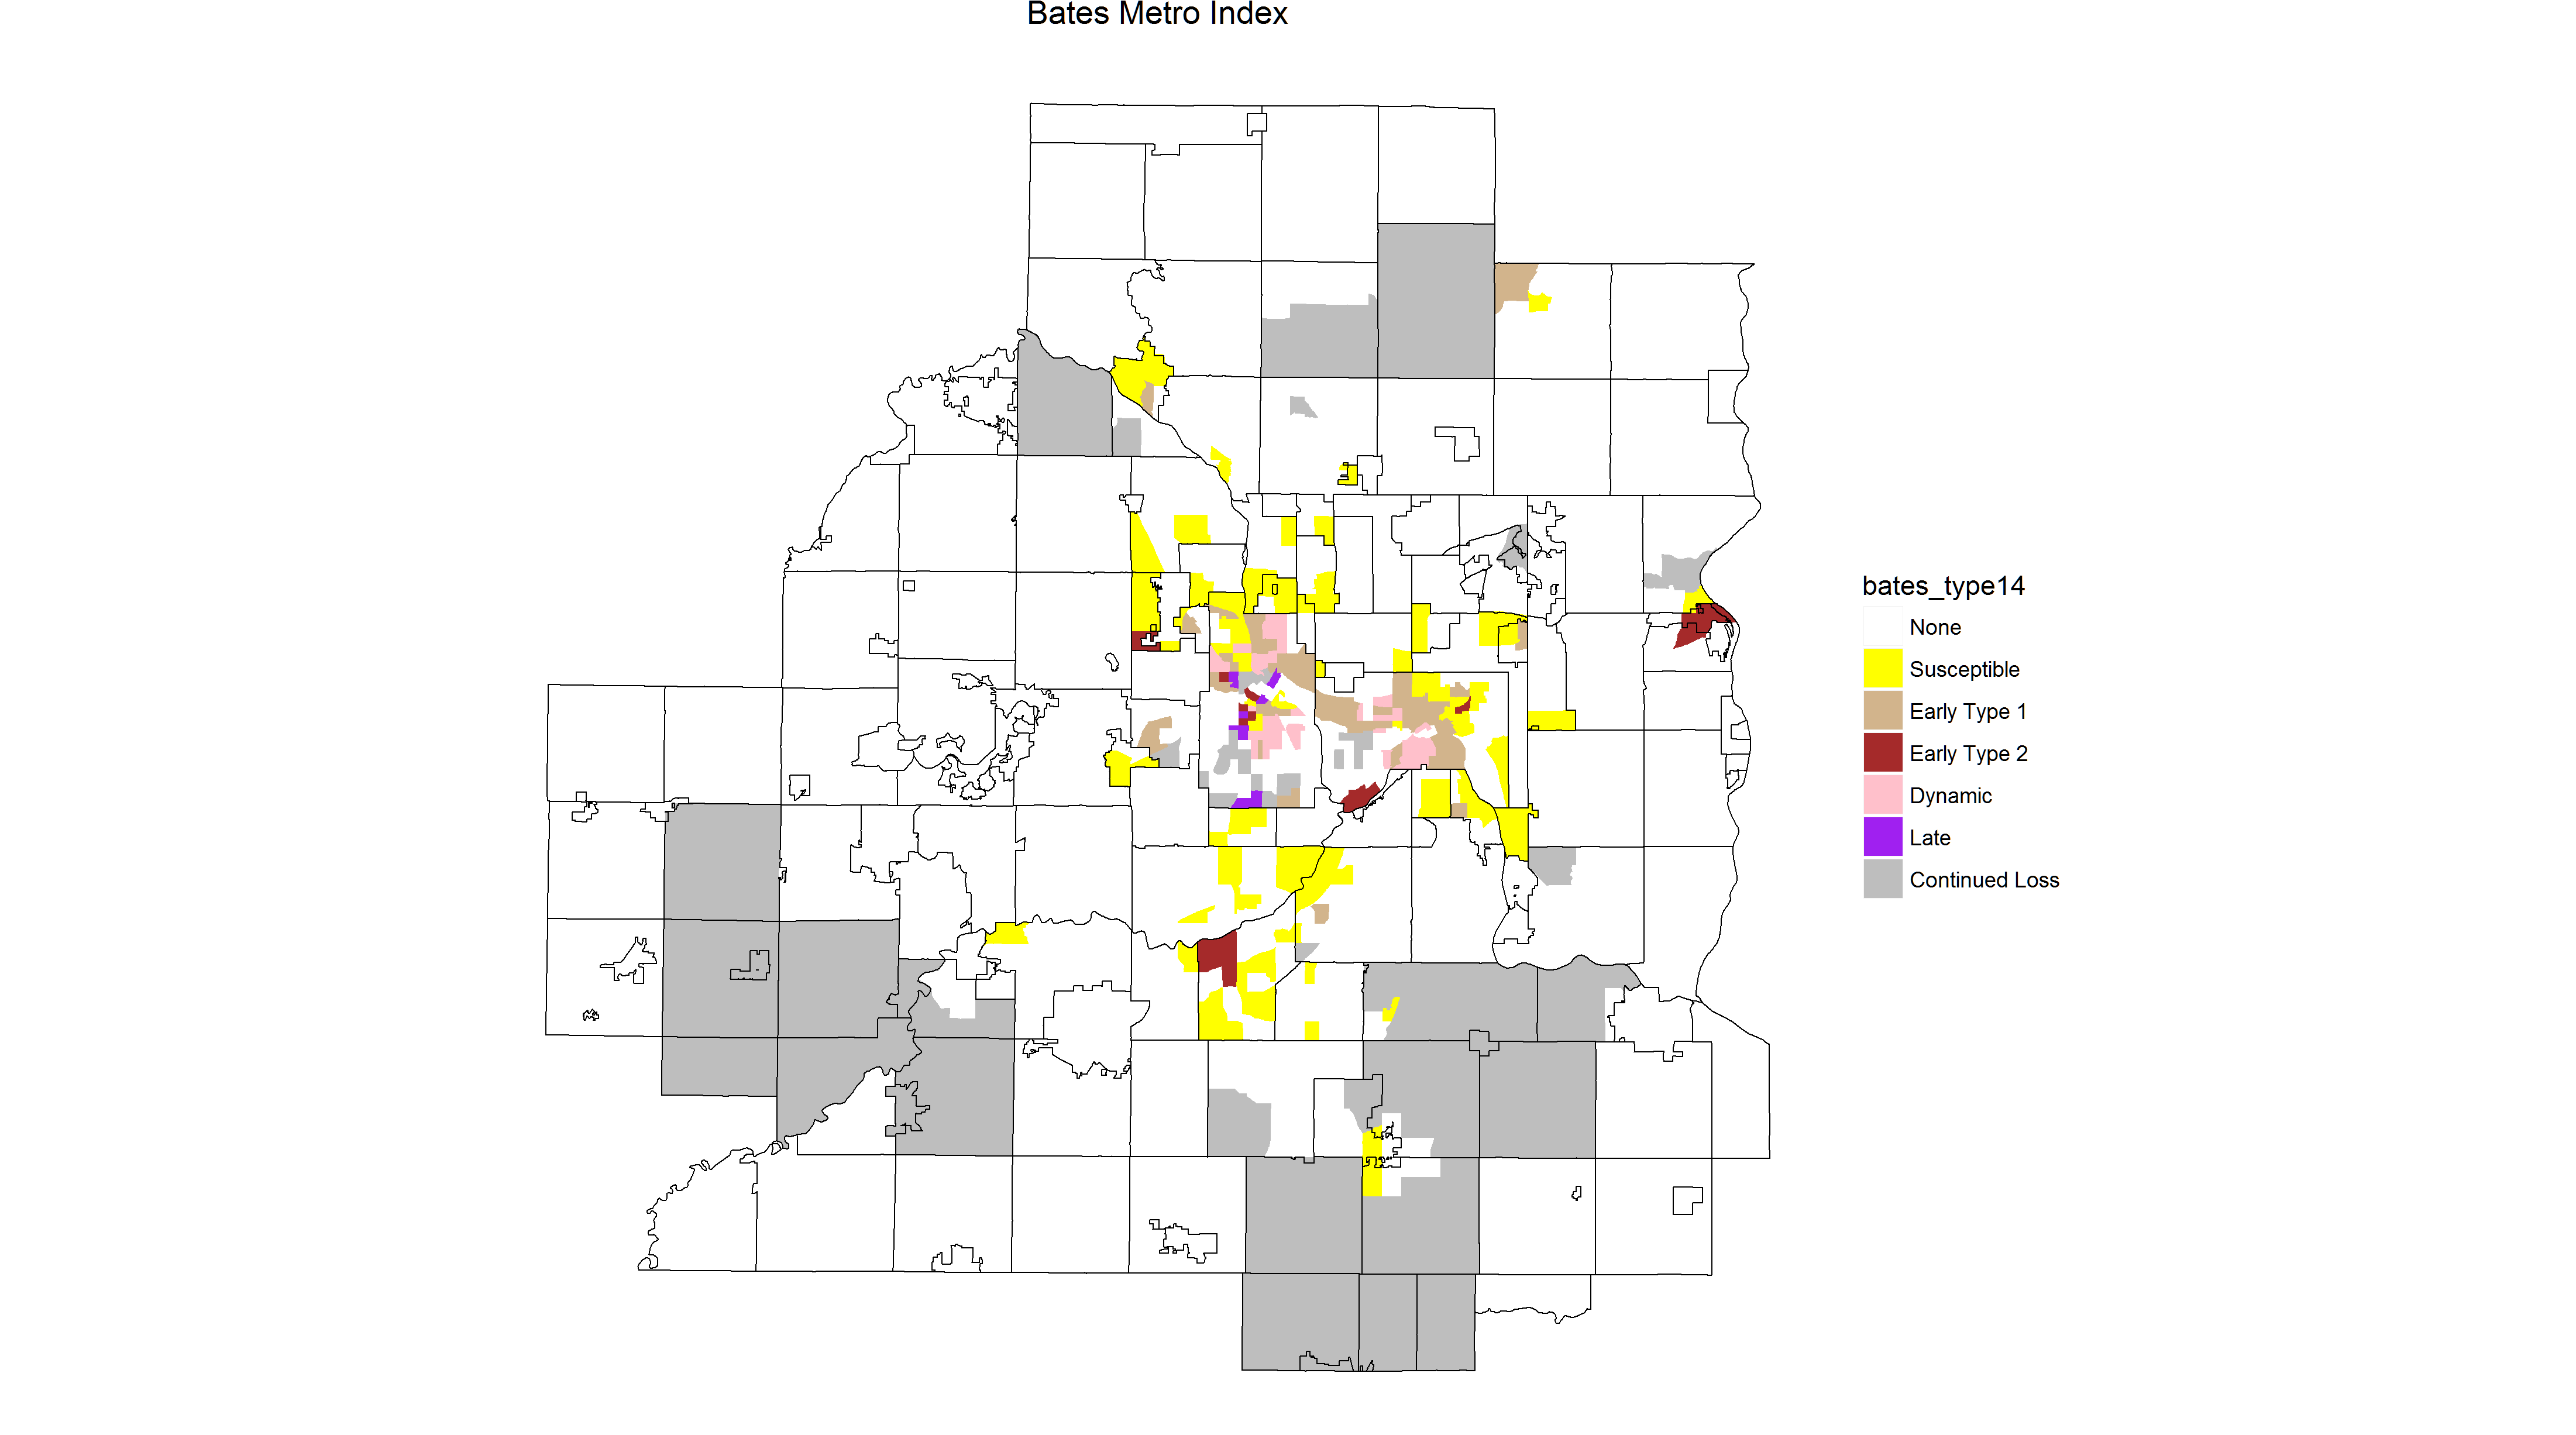 Bates Metro Index
bates_type14
None
Susceptible
Early Type 1
Early Type 2
Dynamic
Late
Continued Loss